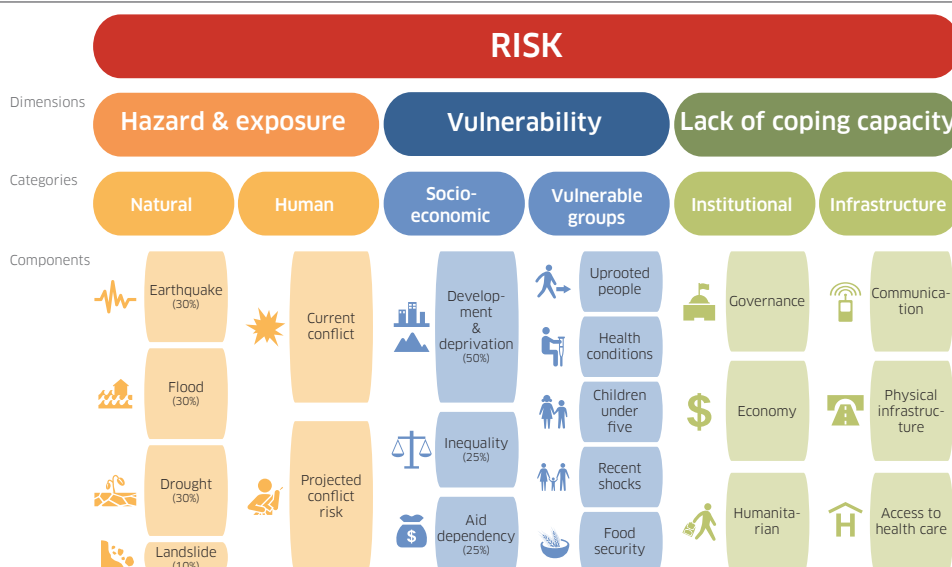 RISK
Dimensions
Hazard & exposure
Vulnerability
Lack of coping capacity
Categories
Natural
Human
Socio-
economic
Vulnerable
groups
Institutional
Infrastructure
Components
Earthquake
(30%)
Flood
(30%)
Drought
(30%)
Landslide
(10%)
Current
conflict
Projected
conflict
risk
Develop-
ment
&
deprivation
(50%)
Inequality
(25%)
Aid
dependency
(25%)
$
Uprooted
people
Health
conditions
Children
under
five
Recent
shocks
Food
security
Governance
$
Economy
Humanita-
rian
Communica-
tion
Physical
infrastruc-
ture
H
Access to
health care